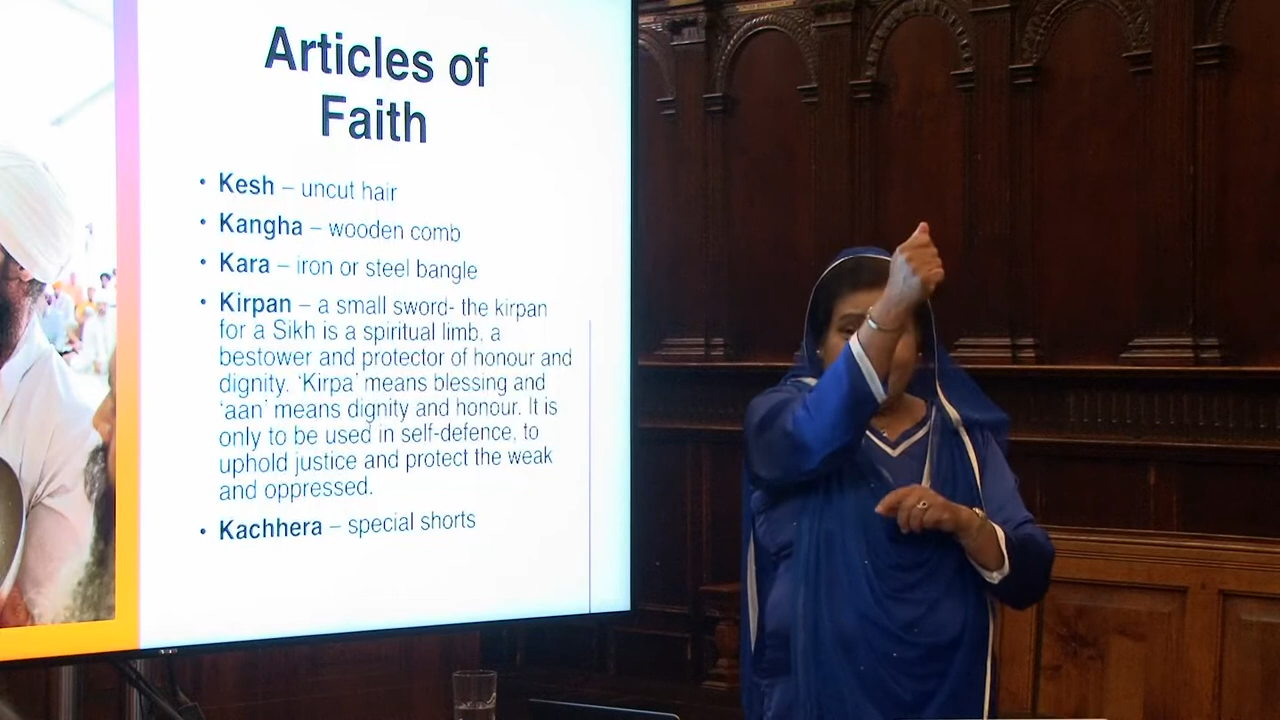 Articles of
Faith
• Kesh – uncut hair
• Kangha – wooden comb
• Kara – iron or steel bangle
• Kirpan – a small sword- the kirpan
for a Sikh is a spiritual limb, a
bestower and protector of honour and
dignity. 'Kirpa' means blessing and
'aan' means dignity and honour. It is
only to be used in self-defence, to
uphold justice and protect the weak
and oppressed.
• Kachhera – special shorts